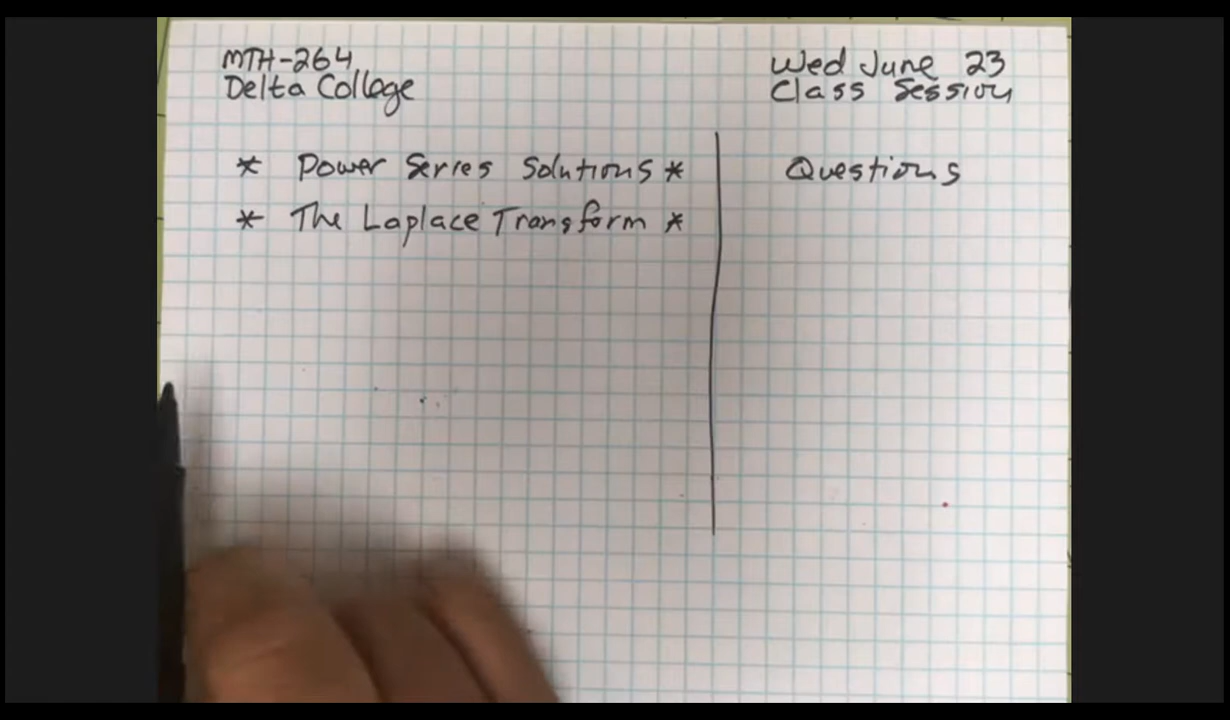 MTH-264
Delta College
Wed June 23
Class Session
* Power Series Solutions *
* The Laplace Transform *
Questions